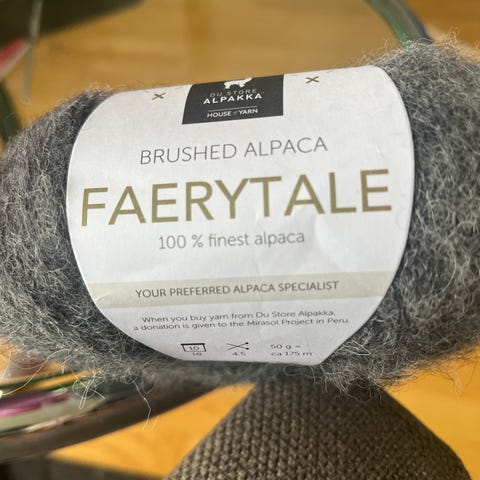 DU STORE
ALPAKKA
HOUSE of YARN
BRUSHED ALPACA
FAERYTALE
100 % finest alpaca
YOUR PREFERRED ALPACA SPECIALIST
When you buy yarn from Du Store Alpakka,
a donation is given to the Mirasol Project in Peru.
10
18
4,5
50 g =
ca 175 m